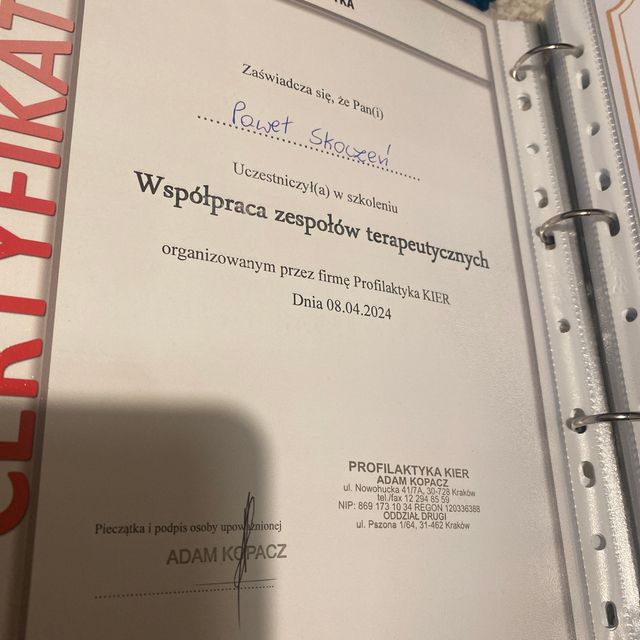 CERTYFIKAT
Zaświadcza się, że Pan(i)
Paweł Skoczeń
Uczestniczył(a) w szkoleniu
Współpraca zespołów terapeutycznych
organizowanym przez firmę Profilaktyka KIER
Dnia 08.04.2024
PROFILAKTYKA KIER
ADAM KOPACZ
ul. Nowohucka 41/7A, 30-728 Kraków
tel./fax 12 294 85 59
NIP: 869 173 10 34 REGON 120336388
ODDZIAŁ DRUGI
ul. Pszona 1/64, 31-462 Kraków
Pieczątka i podpis osoby upoważnionej
ADAM KOPACZ